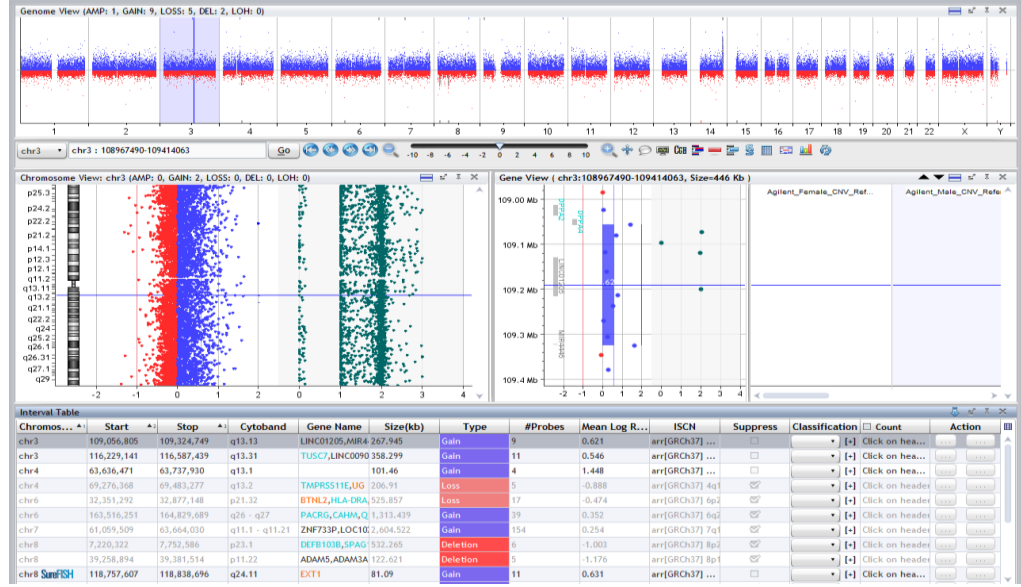 Genome View (AMP: 1, GAIN: 9, LOSS: 5, DEL: 2, LOH: 0)
1 2 3 4 5 6 7 8 9 10 11 12 13 14 15 16 17 18 19 20 21 22 X Y
chr3 chr3 : 108967490-109414063 Go -10 -8 -6 -4 -2 0 2 4 6 8 10
Chromosome View: chr3 (AMP: 0, GAIN: 2, LOSS: 0, DEL: 0, LOH: 0)
p25.3
p24.2
p22.2
p21.2
p14.1
p12.3
p12.1
q11.2
q13.11
q13.2
q21.1
q22.2
q24
q25.1
q26.1
q26.31
q27.1
q29
-2 -1 0 1 2 0 1 2 3 4
Gene View ( chr3:108967490-109414063, Size=446 Kb )
109.00 Mb
109.1 Mb
109.2 Mb
109.3 Mb
109.4 Mb
.62
-2 -1 0 1 2 0 1 2 3 4
Agilent_Female_CNV_Ref... Agilent_Male_CNV_Refe
Interval Table
Chromos... Start Stop Cytoband Gene Name Size(kb) Type #Probes Mean Log R... ISCN Suppress Classification Count Action
chr3 109,056,805 109,324,749 q13.13 LINC01205,MIR4 267.945 Gain 9 0.621 arr[GRCh37] ... [+] Click on hea...
chr3 116,229,141 116,587,439 q13.31 TUSC7,LINC0090 358.299 Gain 11 0.546 arr[GRCh37] ... [+] Click on hea...
chr4 63,636,471 63,737,930 q13.1 101.46 Gain 4 1.448 arr[GRCh37] ... [+] Click on hea...
chr4 69,276,368 69,483,277 q13.2 TMPRSS11E,UG 206.91 Loss 5 -0.888 arr[GRCh37] 4q1 [+] Click on header
chr6 32,351,292 32,877,148 p21.32 BTNL2,HLA-DRA, 525.857 Loss 17 -0.474 arr[GRCh37] 6p2 [+] Click on header
chr6 163,516,251 164,829,689 q26 - q27 PACRG,CAHM,Q 1,313.439 Gain 39 0.352 arr[GRCh37] 6q2 [+] Click on header
chr7 61,059,509 63,664,030 q11.1 - q11.21 ZNF733P,LOC10 2,604.522 Gain 154 0.254 arr[GRCh37] 7q1 [+] Click on header
chr8 7,220,322 7,752,586 p23.1 DEFB103B,SPAG 532.265 Deletion 6 -1.003 arr[GRCh37] 8p2 [+] Click on header
chr8 39,258,894 39,381,514 p11.22 ADAM5,ADAM3A 122.621 Deletion 5 -1.176 arr[GRCh37] 8p1 [+] Click on header
chr8 SureFISH 118,757,607 118,838,696 q24.11 EXT1 81.09 Gain 11 0.631 arr[GRCh37] ... [+] Click on hea...